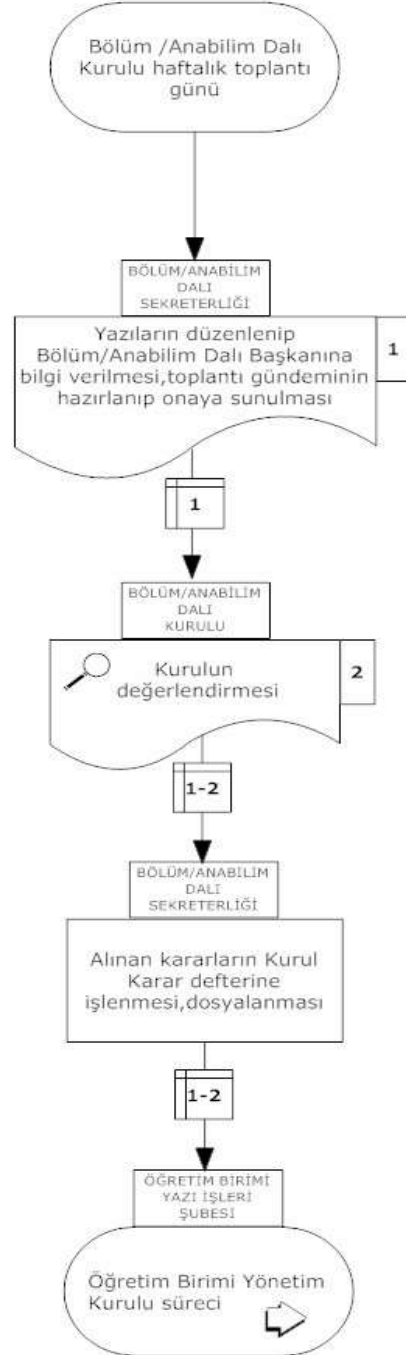 Bölüm /Anabilim Dalı
Kurulu haftalık toplantı
günü
BÖLÜM/ANABİLİM
DALI
SEKRETERLİĞİ
Yazıların düzenlenip
Bölüm/Anabilim Dalı Başkanına
bilgi verilmesi,toplantı gündeminin
hazırlanıp onaya sunulması
1
1
BÖLÜM/ANABİLİM
DALI
KURULU
Kurulun
değerlendirmesi
2
1-2
BÖLÜM/ANABİLİM
DALI
SEKRETERLİĞİ
Alınan kararların Kurul
Karar defterine
işlenmesi,dosyalanması
1-2
ÖĞRETİM BİRİMİ
YAZI İŞLERİ
ŞUBESİ
Öğretim Birimi Yönetim
Kurulu süreci